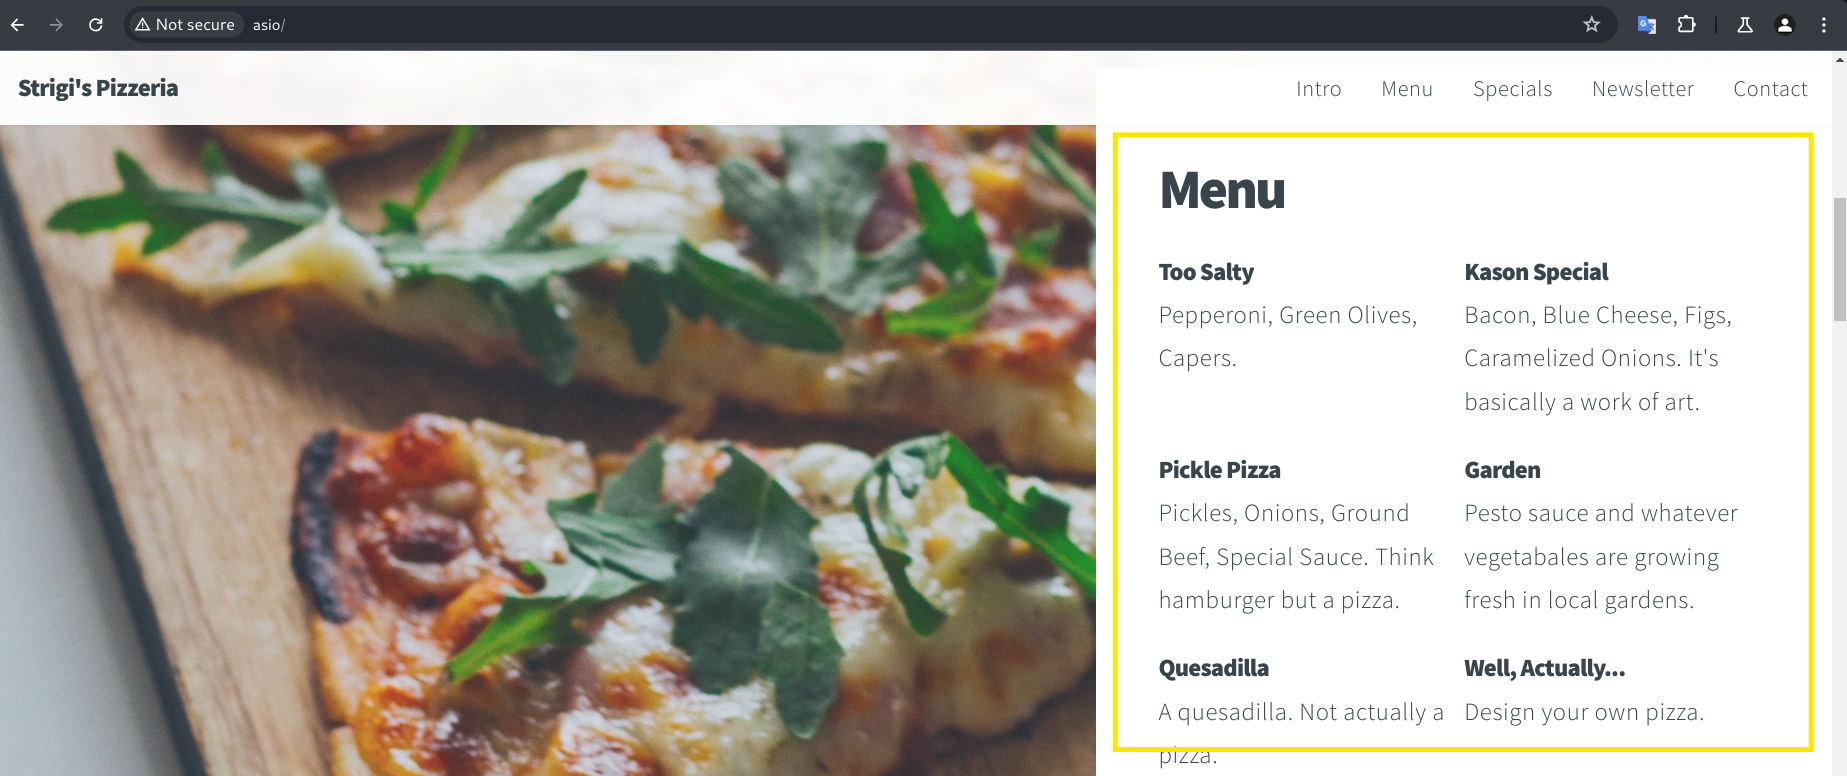 Not secure asio/
Strigi's Pizzeria
Intro Menu Specials Newsletter Contact
Menu
Too Salty
Pepperoni, Green Olives,
Capers.
Kason Special
Bacon, Blue Cheese, Figs,
Caramelized Onions. It's
basically a work of art.
Pickle Pizza
Pickles, Onions, Ground
Beef, Special Sauce. Think
hamburger but a pizza.
Garden
Pesto sauce and whatever
vegetabales are growing
fresh in local gardens.
Quesadilla
A quesadilla. Not actually a
pizza.
Well, Actually...
Design your own pizza.